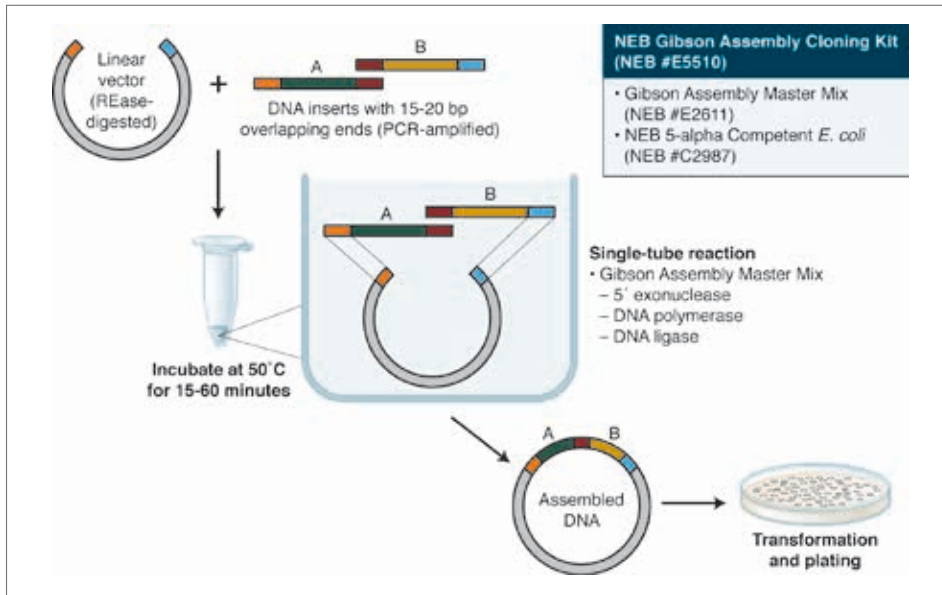 Linear
vector
(REase-
digested)
+
A
B
DNA inserts with 15-20 bp
overlapping ends (PCR-amplified)
NEB Gibson Assembly Cloning Kit
(NEB #E5510)
• Gibson Assembly Master Mix
(NEB #E2611)
• NEB 5-alpha Competent E. coli
(NEB #C2987)
A
B
Single-tube reaction
• Gibson Assembly Master Mix
– 5´ exonuclease
– DNA polymerase
– DNA ligase
Incubate at 50˚C
for 15-60 minutes
A
B
Assembled
DNA
Transformation
and plating